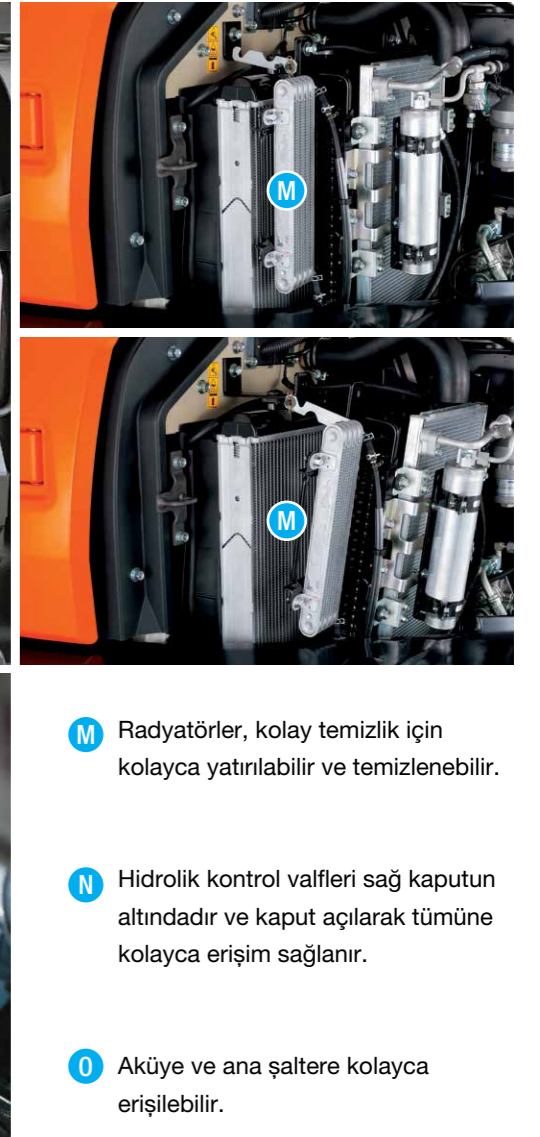 M
M
M Radyatörler, kolay temizlik için
kolayca yatırılabilir ve temizlenebilir.
N Hidrolik kontrol valfleri sağ kaputun
altındadır ve kaput açılarak tümüne
kolayca erişim sağlanır.
O Aküye ve ana şaltere kolayca
erişilebilir.